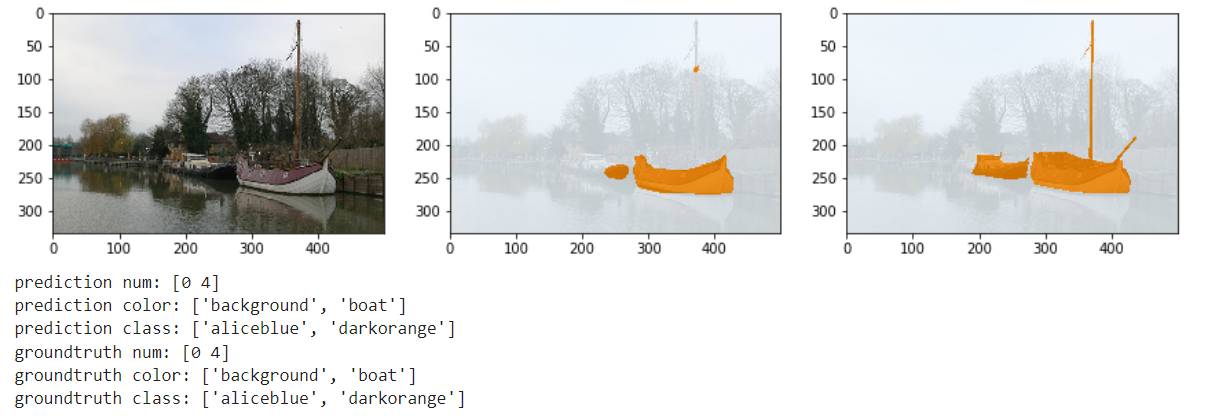 0
50
100
150
200
250
300
0 100 200 300 400
0
50
100
150
200
250
300
0 100 200 300 400
0
50
100
150
200
250
300
0 100 200 300 400
prediction num: [0 4]
prediction color: ['background', 'boat']
prediction class: ['aliceblue', 'darkorange']
groundtruth num: [0 4]
groundtruth color: ['background', 'boat']
groundtruth class: ['aliceblue', 'darkorange']